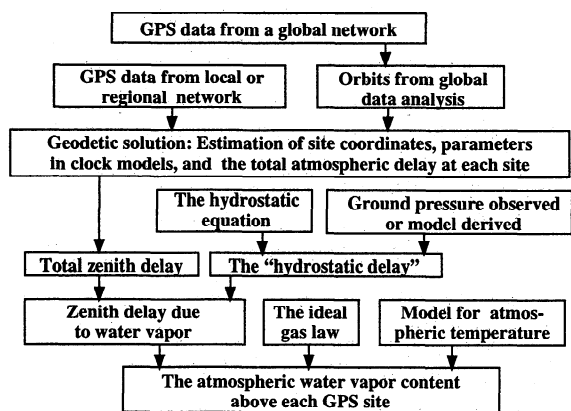 GPS data from a global network
GPS data from local or
regional network
Orbits from global
data analysis
Geodetic solution: Estimation of site coordinates, parameters
in clock models, and the total atmospheric delay at each site
The hydrostatic
equation
Ground pressure observed
or model derived
Total zenith delay
The “hydrostatic delay”
Zenith delay due
to water vapor
The ideal
gas law
Model for atmos-
pheric temperature
The atmospheric water vapor content
above each GPS site